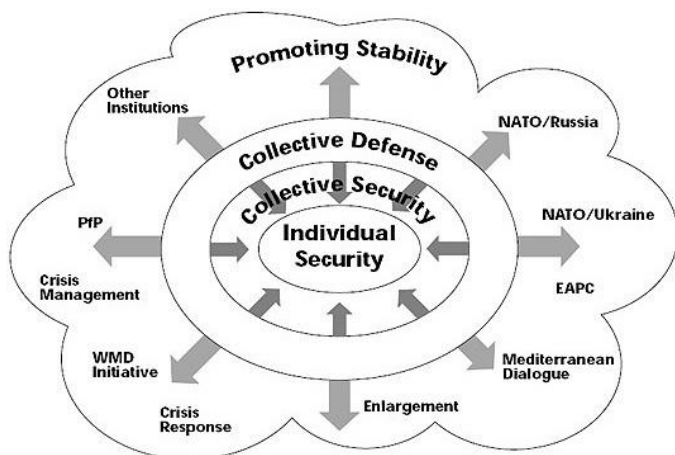 Promoting Stability
Other
Institutions
NATO/Russia
Collective Defense
Collective Security
PfP
NATO/Ukraine
Individual
Security
Crisis
Management
EAPC
WMD
Initiative
Mediterranean
Dialogue
Crisis
Response
Enlargement